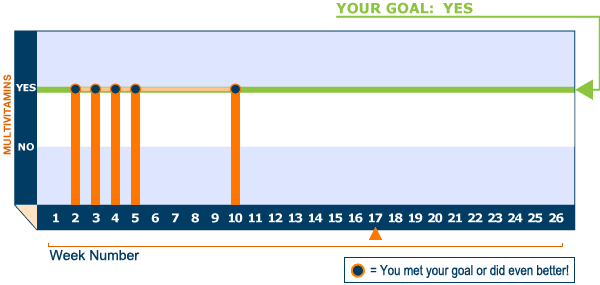 YOUR GOAL: YES
MULTIVITAMINS
YES
NO
1 2 3 4 5 6 7 8 9 10 11 12 13 14 15 16 17 18 19 20 21 22 23 24 25 26
Week Number
= You met your goal or did even better!